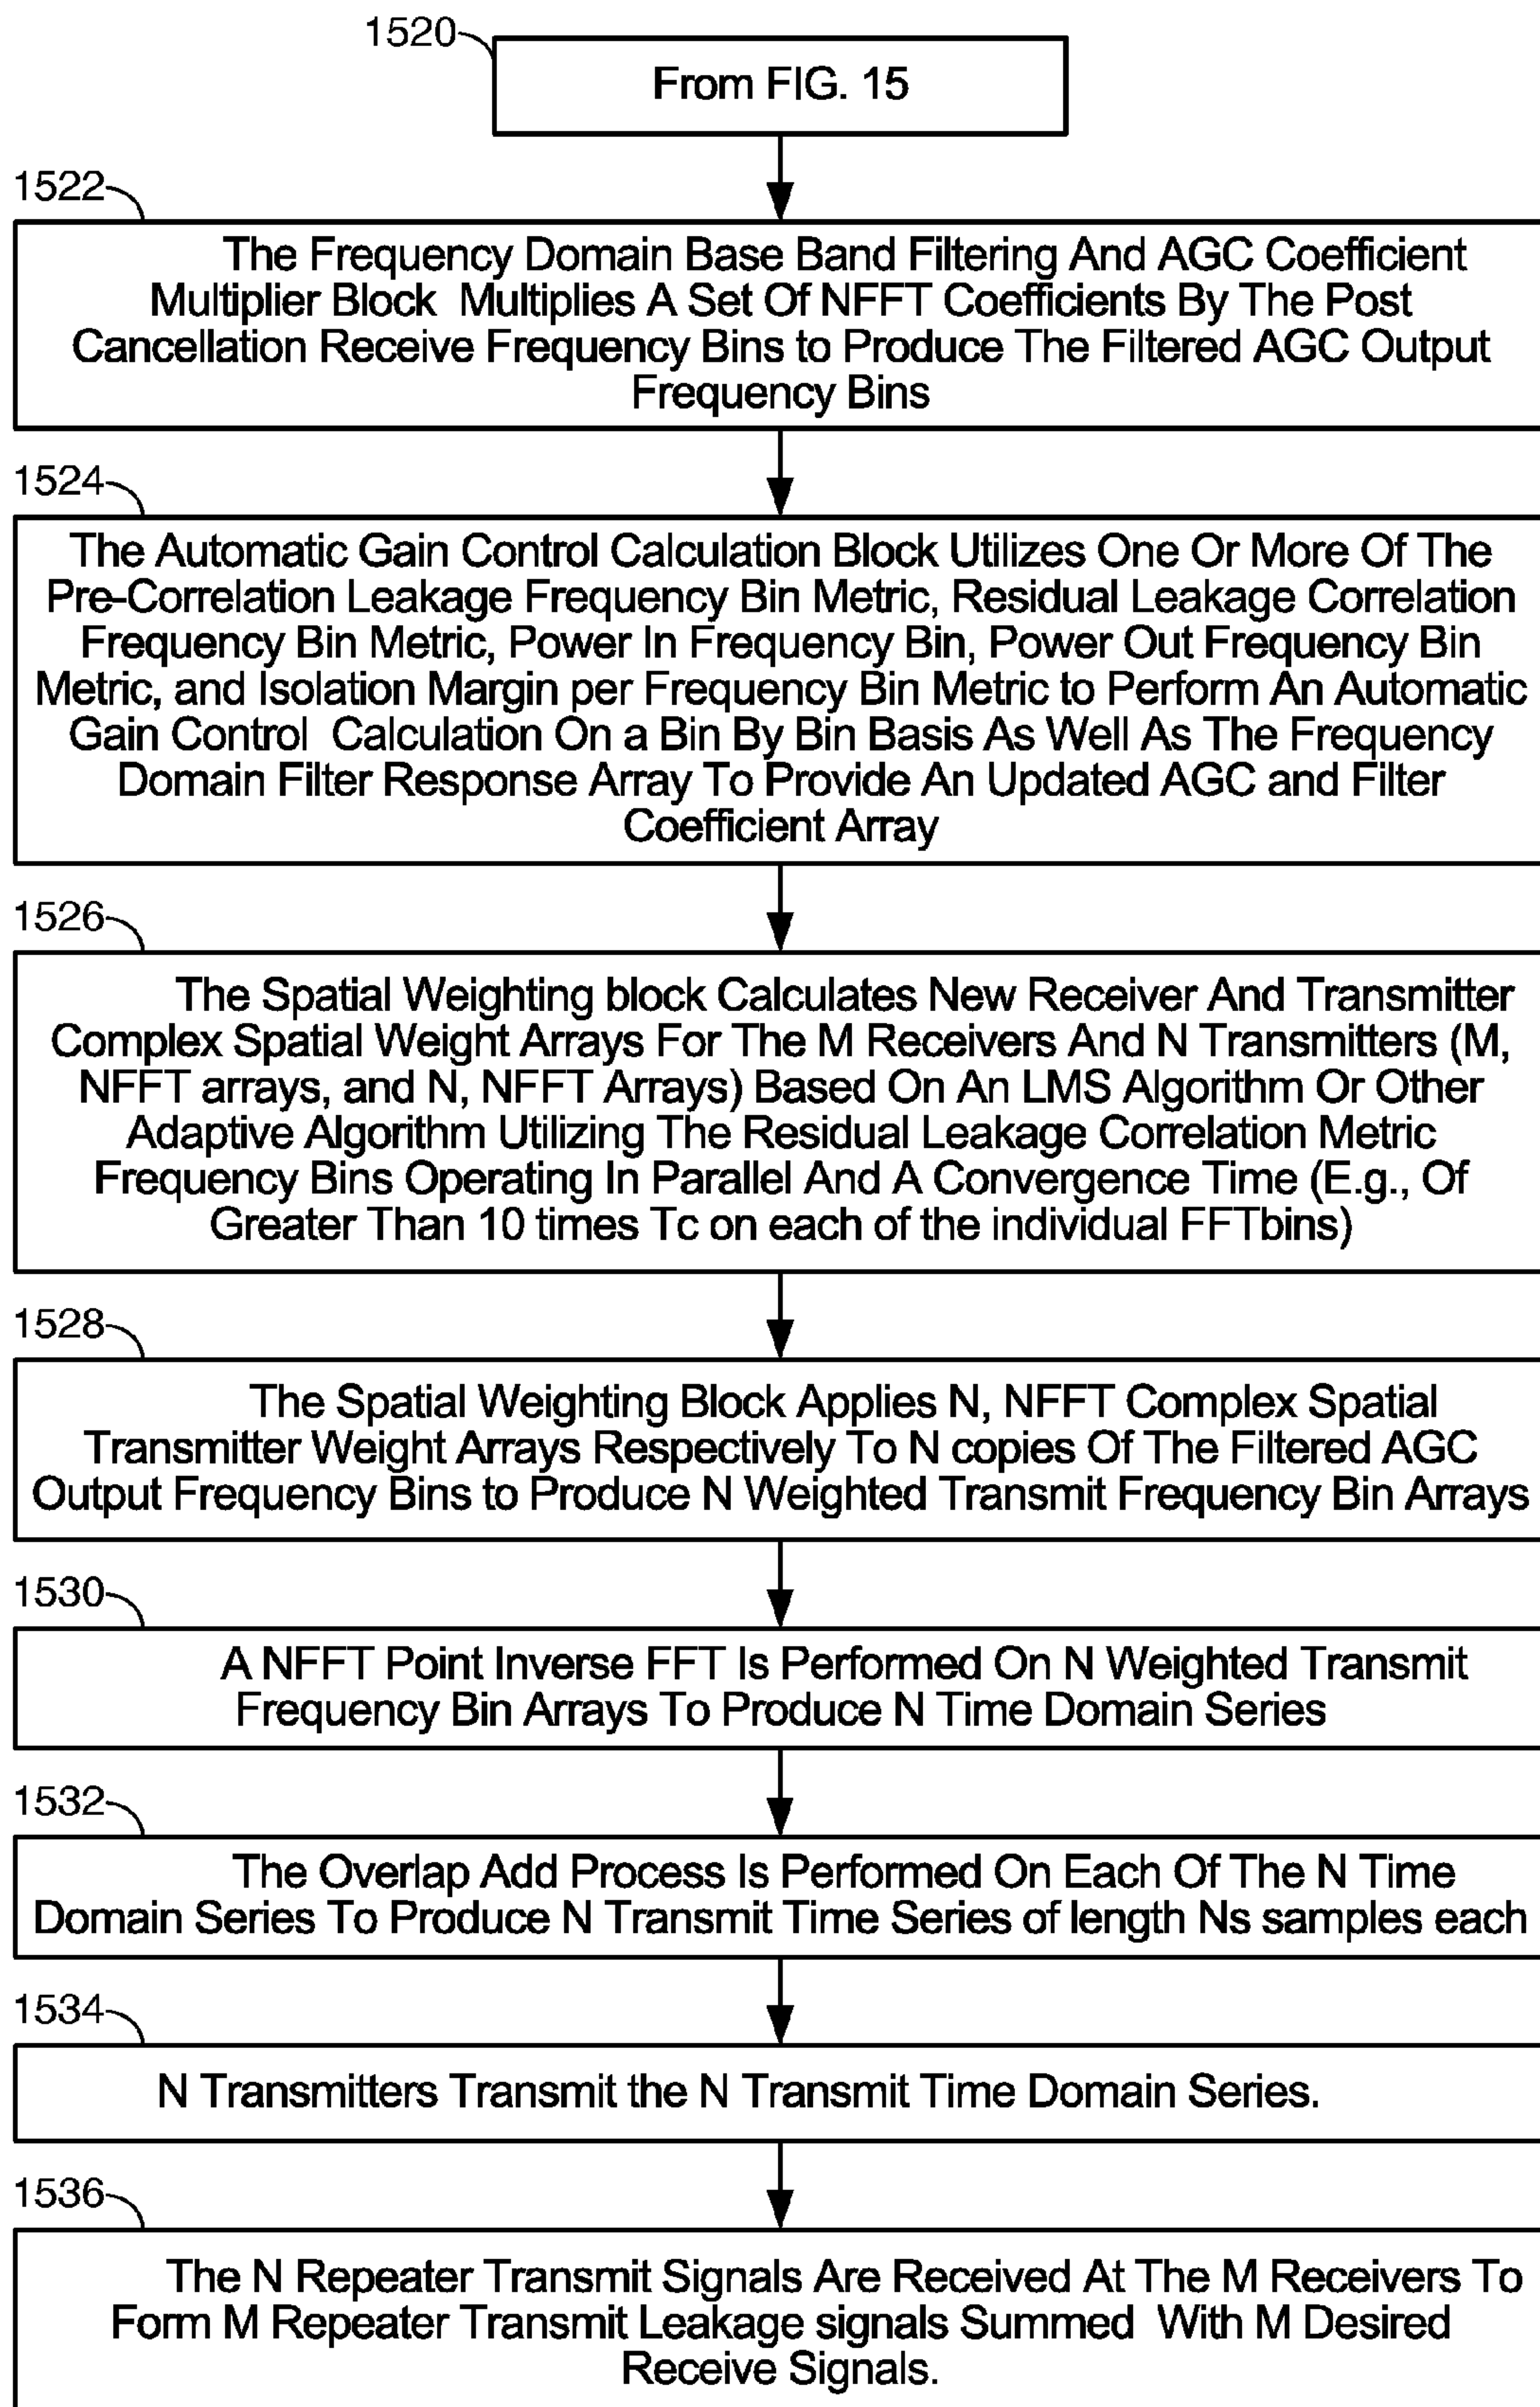 1520
From FIG. 15
1522
The Frequency Domain Base Band Filtering And AGC Coefficient
Multiplier Block Multiplies A Set Of NFFT Coefficients By The Post
Cancellation Receive Frequency Bins to Produce The Filtered AGC Output
Frequency Bins
1524
The Automatic Gain Control Calculation Block Utilizes One Or More Of The
Pre-Correlation Leakage Frequency Bin Metric, Residual Leakage Correlation
Frequency Bin Metric, Power In Frequency Bin, Power Out Frequency Bin
Metric, and Isolation Margin per Frequency Bin Metric to Perform An Automatic
Gain Control Calculation On a Bin By Bin Basis As Well As The Frequency
Domain Filter Response Array To Provide An Updated AGC and Filter
Coefficient Array
1526
The Spatial Weighting block Calculates New Receiver And Transmitter
Complex Spatial Weight Arrays For The M Receivers And N Transmitters (M,
NFFT arrays, and N, NFFT Arrays) Based On An LMS Algorithm Or Other
Adaptive Algorithm Utilizing The Residual Leakage Correlation Metric
Frequency Bins Operating In Parallel And A Convergence Time (E.g., Of
Greater Than 10 times Tc on each of the individual FFTbins)
1528
The Spatial Weighting Block Applies N, NFFT Complex Spatial
Transmitter Weight Arrays Respectively To N copies Of The Filtered AGC
Output Frequency Bins to Produce N Weighted Transmit Frequency Bin Arrays
1530
A NFFT Point Inverse FFT Is Performed On N Weighted Transmit
Frequency Bin Arrays To Produce N Time Domain Series
1532
The Overlap Add Process Is Performed On Each Of The N Time
Domain Series To Produce N Transmit Time Series of length Ns samples each
1534
N Transmitters Transmit the N Transmit Time Domain Series.
1536
The N Repeater Transmit Signals Are Received At The M Receivers To
Form M Repeater Transmit Leakage signals Summed With M Desired
Receive Signals.